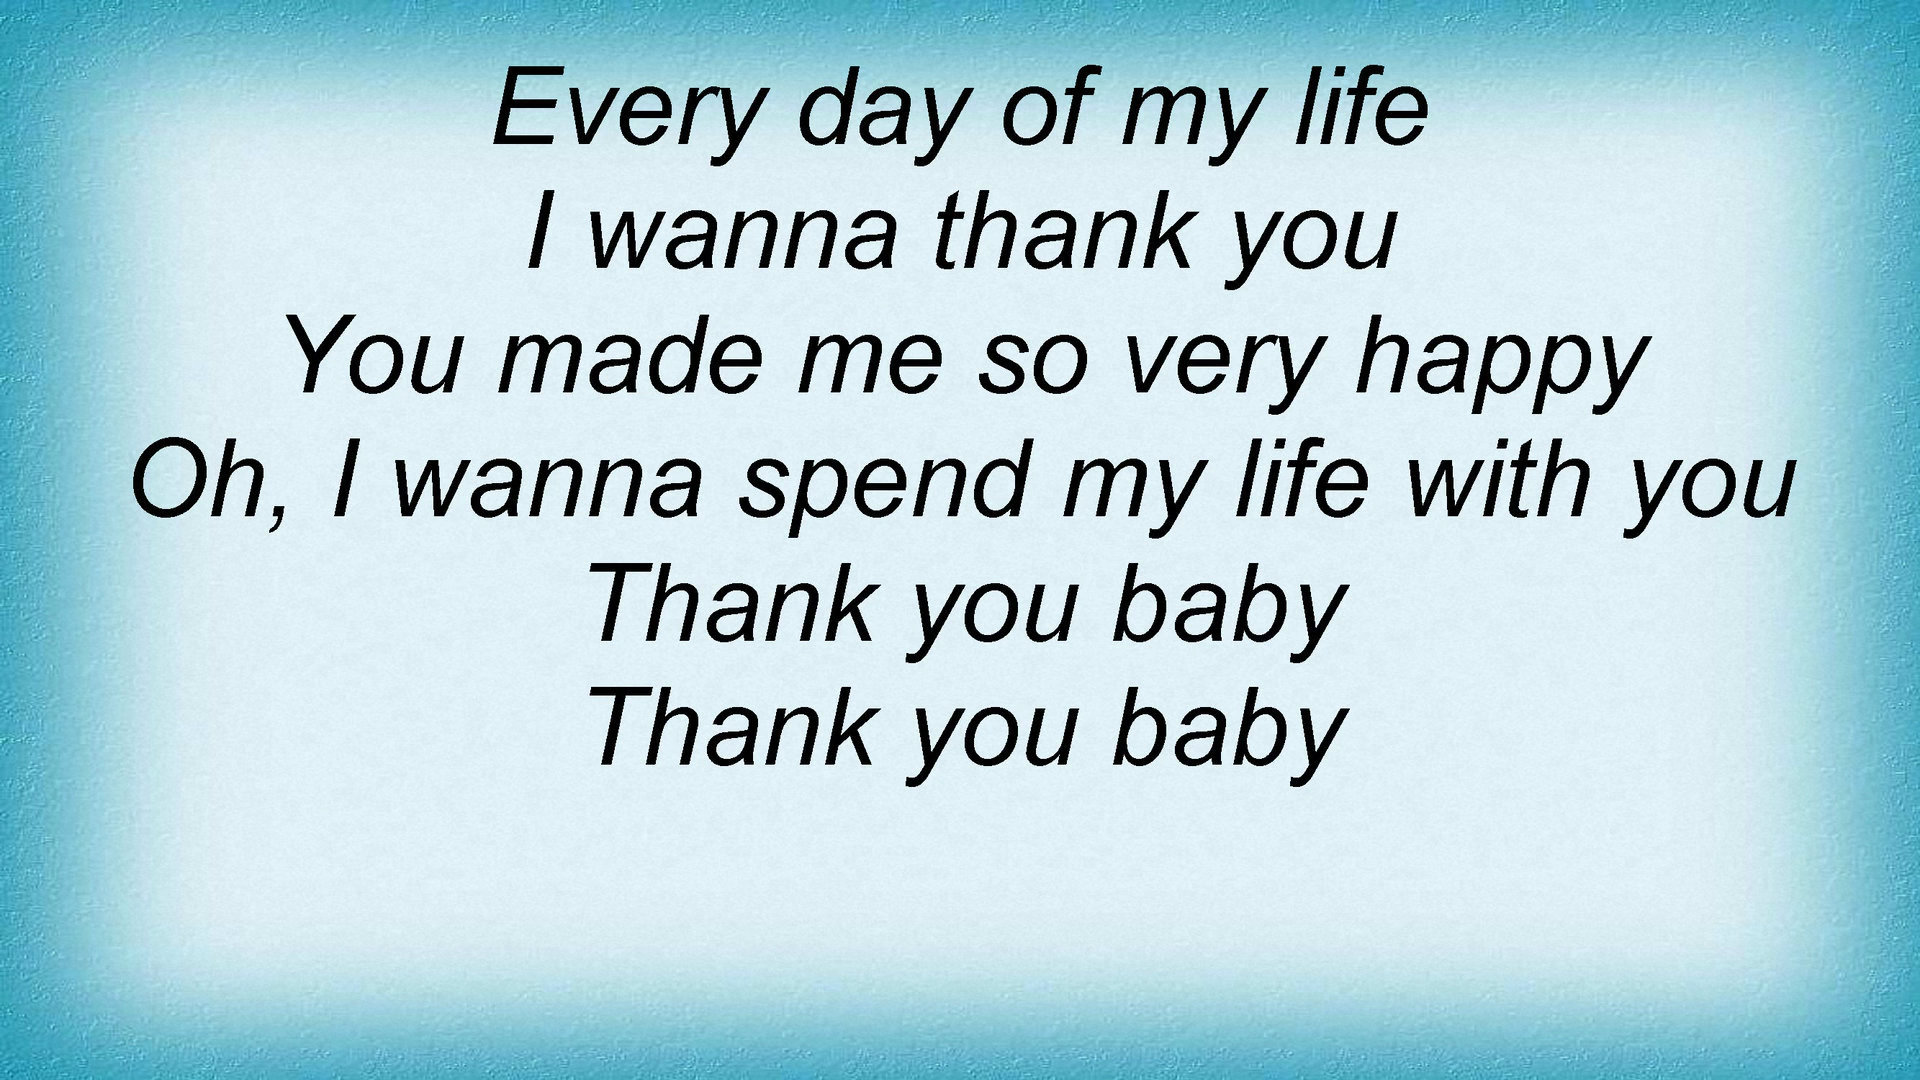 Every day of my life
I wanna thank you
You made me so very happy
Oh, I wanna spend my life with you
Thank you baby
Thank you baby